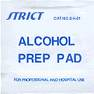 STRICT
ALCOHOL
PREP PAD
FOR PROFESSIONAL AND HOSPITAL USE